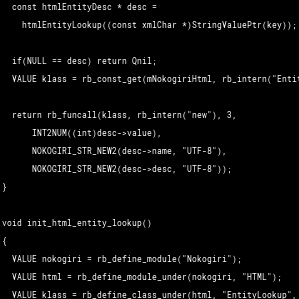 const htmlEntityDesc * desc =
htmlEntityLookup((const xmlChar *)StringValuePtr(key));
if(NULL == desc) return Qnil;
VALUE klass = rb_const_get(mNokogiriHtml, rb_intern("Entit
return rb_funcall(klass, rb_intern("new"), 3,
INT2NUM((int)desc->value),
NOKOGIRI_STR_NEW2(desc->name, "UTF-8"),
NOKOGIRI_STR_NEW2(desc->desc, "UTF-8"));
}
void init_html_entity_lookup()
{
VALUE nokogiri = rb_define_module("Nokogiri");
VALUE html = rb_define_module_under(nokogiri, "HTML");
VALUE klass = rb_define_class_under(html, "EntityLookup",